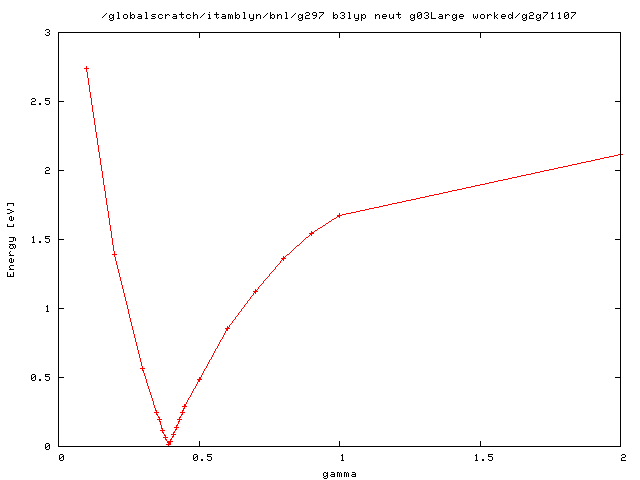 /globalscratch/itamblyn/bnl/g297 b3lyp neut g03Large worked/g2g71107
3
2.5
2
1.5
1
0.5
0
Energy [eV]
0 0.5 1 1.5 2
gamma